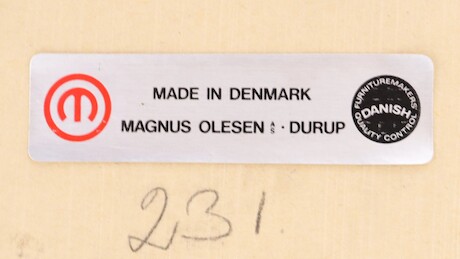 MADE IN DENMARK
MAGNUS OLESEN A/S · DURUP
FURNITUREMAKERS'
DANISH
QUALITY CONTROL
231.